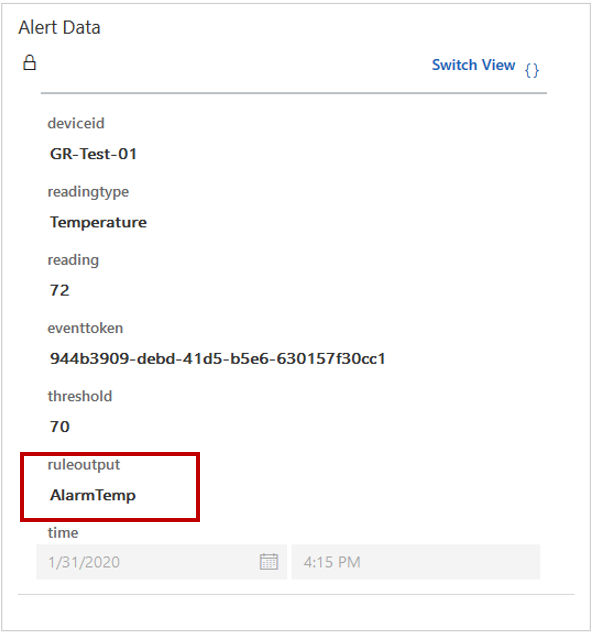 Alert Data
Switch View {}
deviceid
GR-Test-01
readingtype
Temperature
reading
72
eventtoken
944b3909-debd-41d5-b5e6-630157f30cc1
threshold
70
ruleoutput
AlarmTemp
time
1/31/2020 4:15 PM